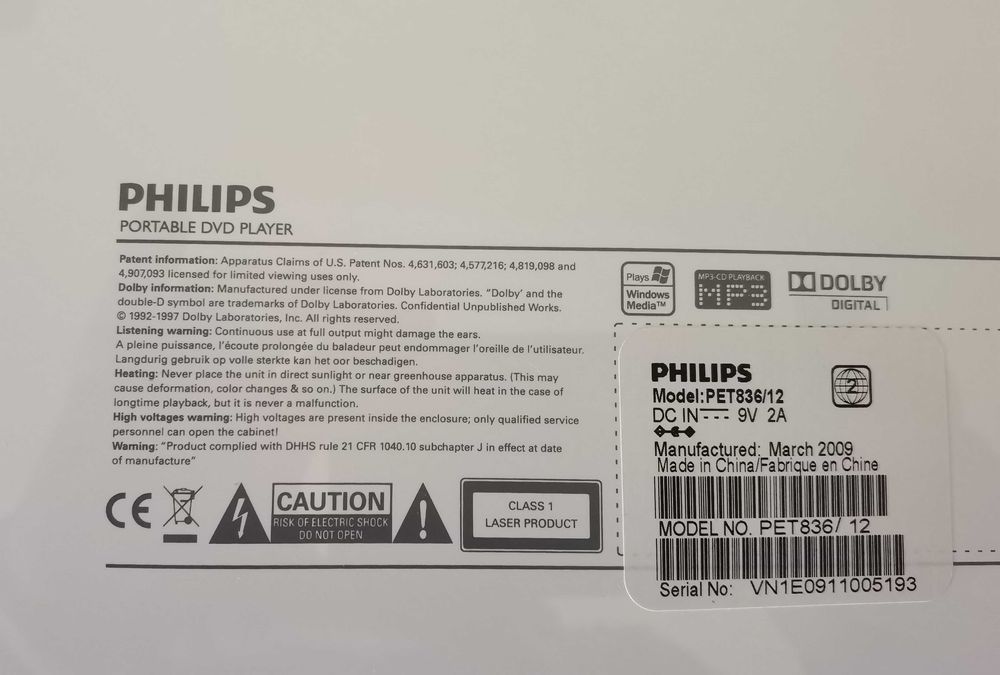 PHILIPS
PORTABLE DVD PLAYER
Patent information: Apparatus Claims of U.S. Patent Nos. 4,631,603; 4,577,216; 4,819,098 and
4,907,093 licensed for limited viewing uses only.
Dolby information: Manufactured under license from Dolby Laboratories. "Dolby' and the
double-D symbol are trademarks of Dolby Laboratories. Confidential Unpublished Works.
© 1992-1997 Dolby Laboratories, Inc. All rights reserved.
Listening warning: Continuous use at full output might damage the ears.
A pleine puissance, l'écoute prolongée du baladeur peut endommager l'oreille de l'utilisateur.
Langdurig gebruik op volle sterkte kan het oor beschadigen.
Heating: Never place the unit in direct sunlight or near greenhouse apparatus. (This may
cause deformation, color changes & so on.) The surface of the unit will heat in the case of
longtime playback, but it is never a malfunction.
High voltages warning: High voltages are present inside the enclosure; only qualified service
personnel can open the cabinet!
Warning: "Product complied with DHHS rule 21 CFR 1040.10 subchapter J in effect at date
of manufacture"
CE
CAUTION
RISK OF ELECTRIC SHOCK
DO NOT OPEN
CLASS 1
LASER PRODUCT
Plays
Windows
Media™
MP3-CD PLAYBACK
MP3
DOLBY
DIGITAL
PHILIPS
2
Model:PET836/12
DC IN 9V 2A
Manufactured: March 2009
Made in China/Fabrique en Chine
MODEL NO. PET836/ 12
Serial No: VN1E0911005193